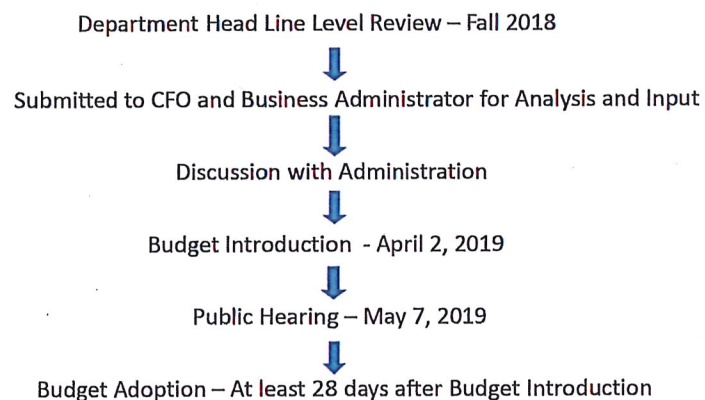 Department Head Line Level Review – Fall 2018
Submitted to CFO and Business Administrator for Analysis and Input
Discussion with Administration
Budget Introduction - April 2, 2019
Public Hearing – May 7, 2019
Budget Adoption – At least 28 days after Budget Introduction